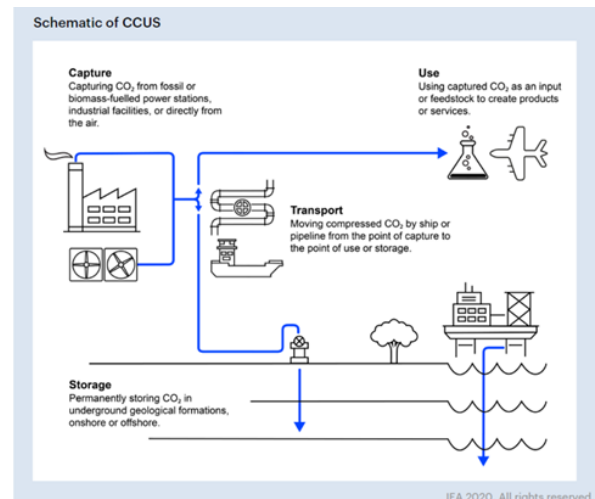 Schematic of CCUS
Capture
Capturing CO₂ from fossil or
biomass-fuelled power stations,
industrial facilities, or directly from
the air.
Use
Using captured CO₂ as an input
or feedstock to create products
or services.
Transport
Moving compressed CO₂ by ship or
pipeline from the point of capture to
the point of use or storage.
Storage
Permanently storing CO₂ in
underground geological formations,
onshore or offshore.
IEA 2020. All rights reserved